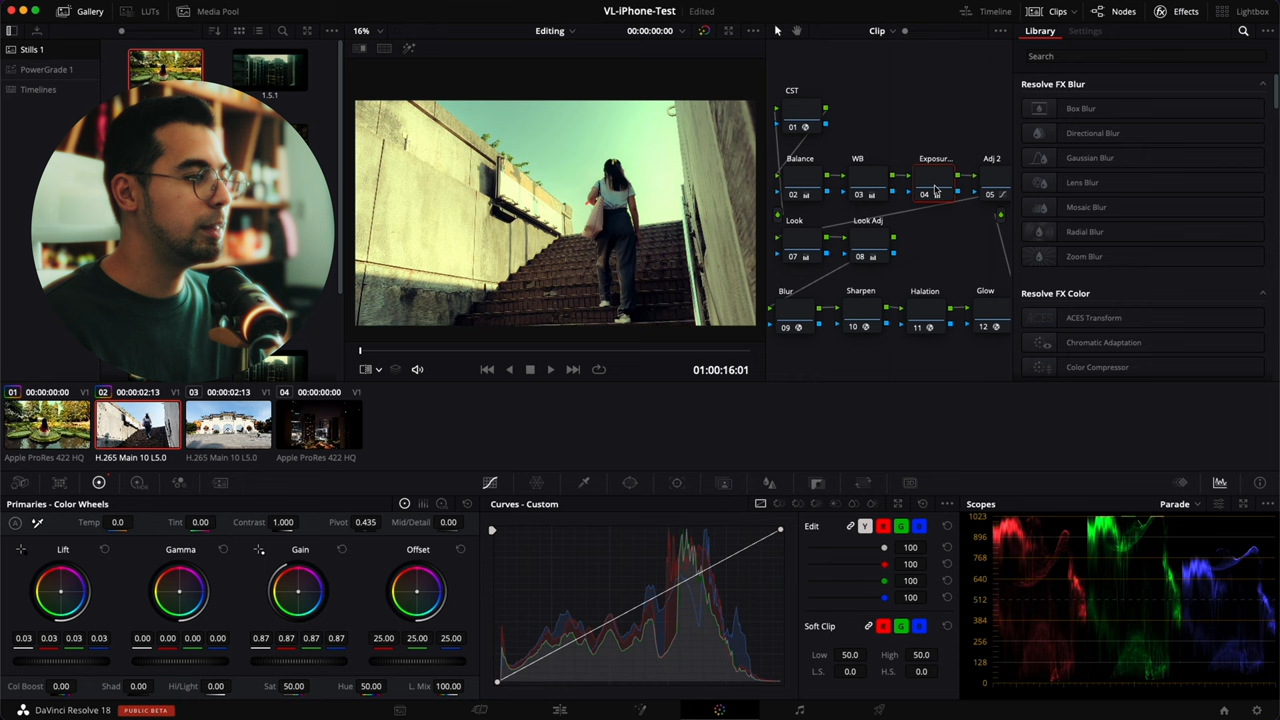 VL-iPhone-Test Edited
Gallery LUTs Media Pool Timeline Clips Nodes Effects Lightbox
16% Editing 00:00:00:00 Clip Library Settings
Stills 1
PowerGrade 1
Timelines
1.5.1
Search
Resolve FX Blur
Box Blur
Directional Blur
Gaussian Blur
Lens Blur
Mosaic Blur
Radial Blur
Zoom Blur
Resolve FX Color
ACES Transform
Chromatic Adaptation
Color Compressor
CST
01
Balance WB Exposur... Adj 2
02 03 04 05
Look Look Adj
07 08
Blur Sharpen Halation Glow
09 10 11 12
01:00:16:01
01 00:00:00:00 V1 02 00:00:02:13 V1 03 00:00:02:13 V1 04 00:00:00:00 V1
Apple ProRes 422 HQ H.265 Main 10 L5.0 H.265 Main 10 L5.0 Apple ProRes 422 HQ
Primaries - Color Wheels
Temp 0.0 Tint 0.00 Contrast 1.000 Pivot 0.435 Mid/Detail 0.00
Lift Gamma Gain Offset
0.03 0.03 0.03 0.03 0.00 0.00 0.00 0.00 0.87 0.87 0.87 0.87 25.00 25.00 25.00
Col Boost 0.00 Shad 0.00 Hi/Light 0.00 Sat 50.00 Hue 50.00 L. Mix 100.00
Curves - Custom
Edit Y R G B
100
100
100
100
Soft Clip R G B
Low 50.0 High 50.0
L.S. 0.0 H.S. 0.0
Scopes Parade
1023
896
768
640
512
384
256
128
0
DaVinci Resolve 18 PUBLIC BETA